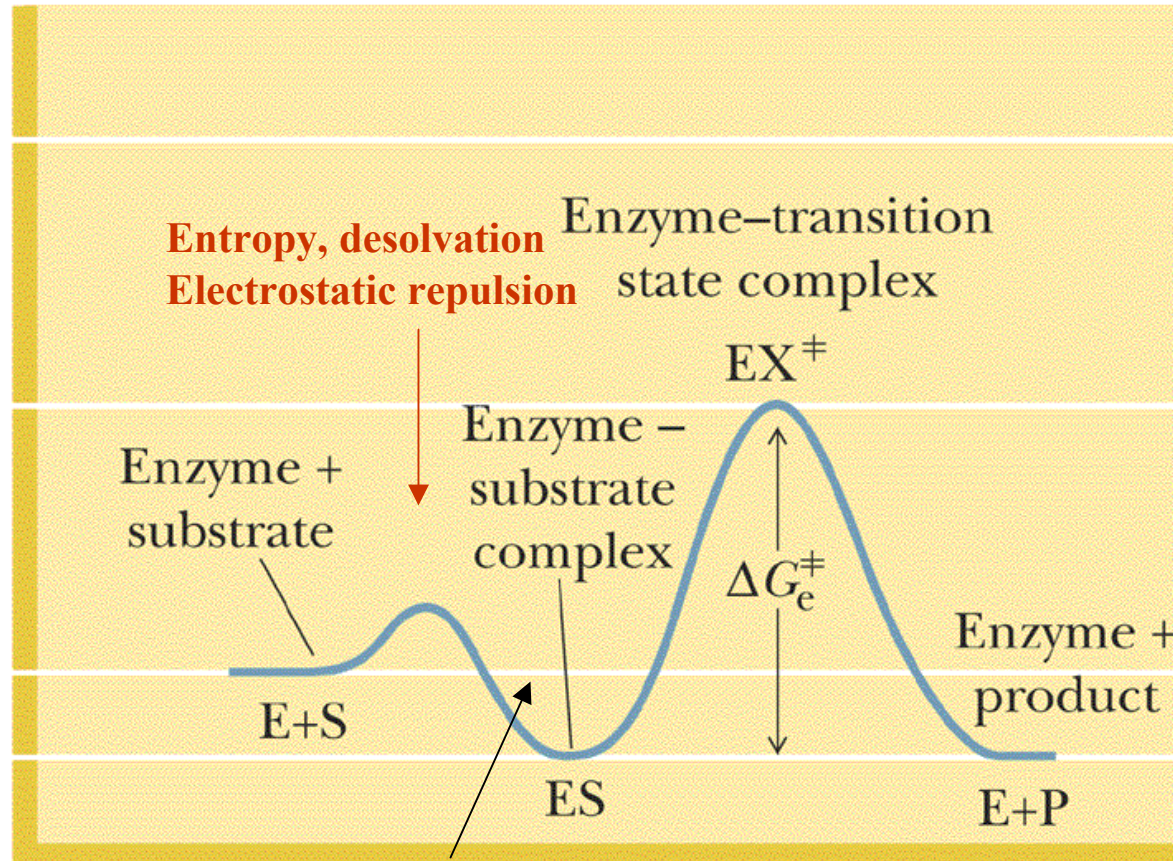 Entropy, desolvation
Electrostatic repulsion
Enzyme–transition
state complex
EX‡
Enzyme +
substrate
Enzyme –
substrate
complex
ΔG‡e
Enzyme +
product
E+S
ES
E+P